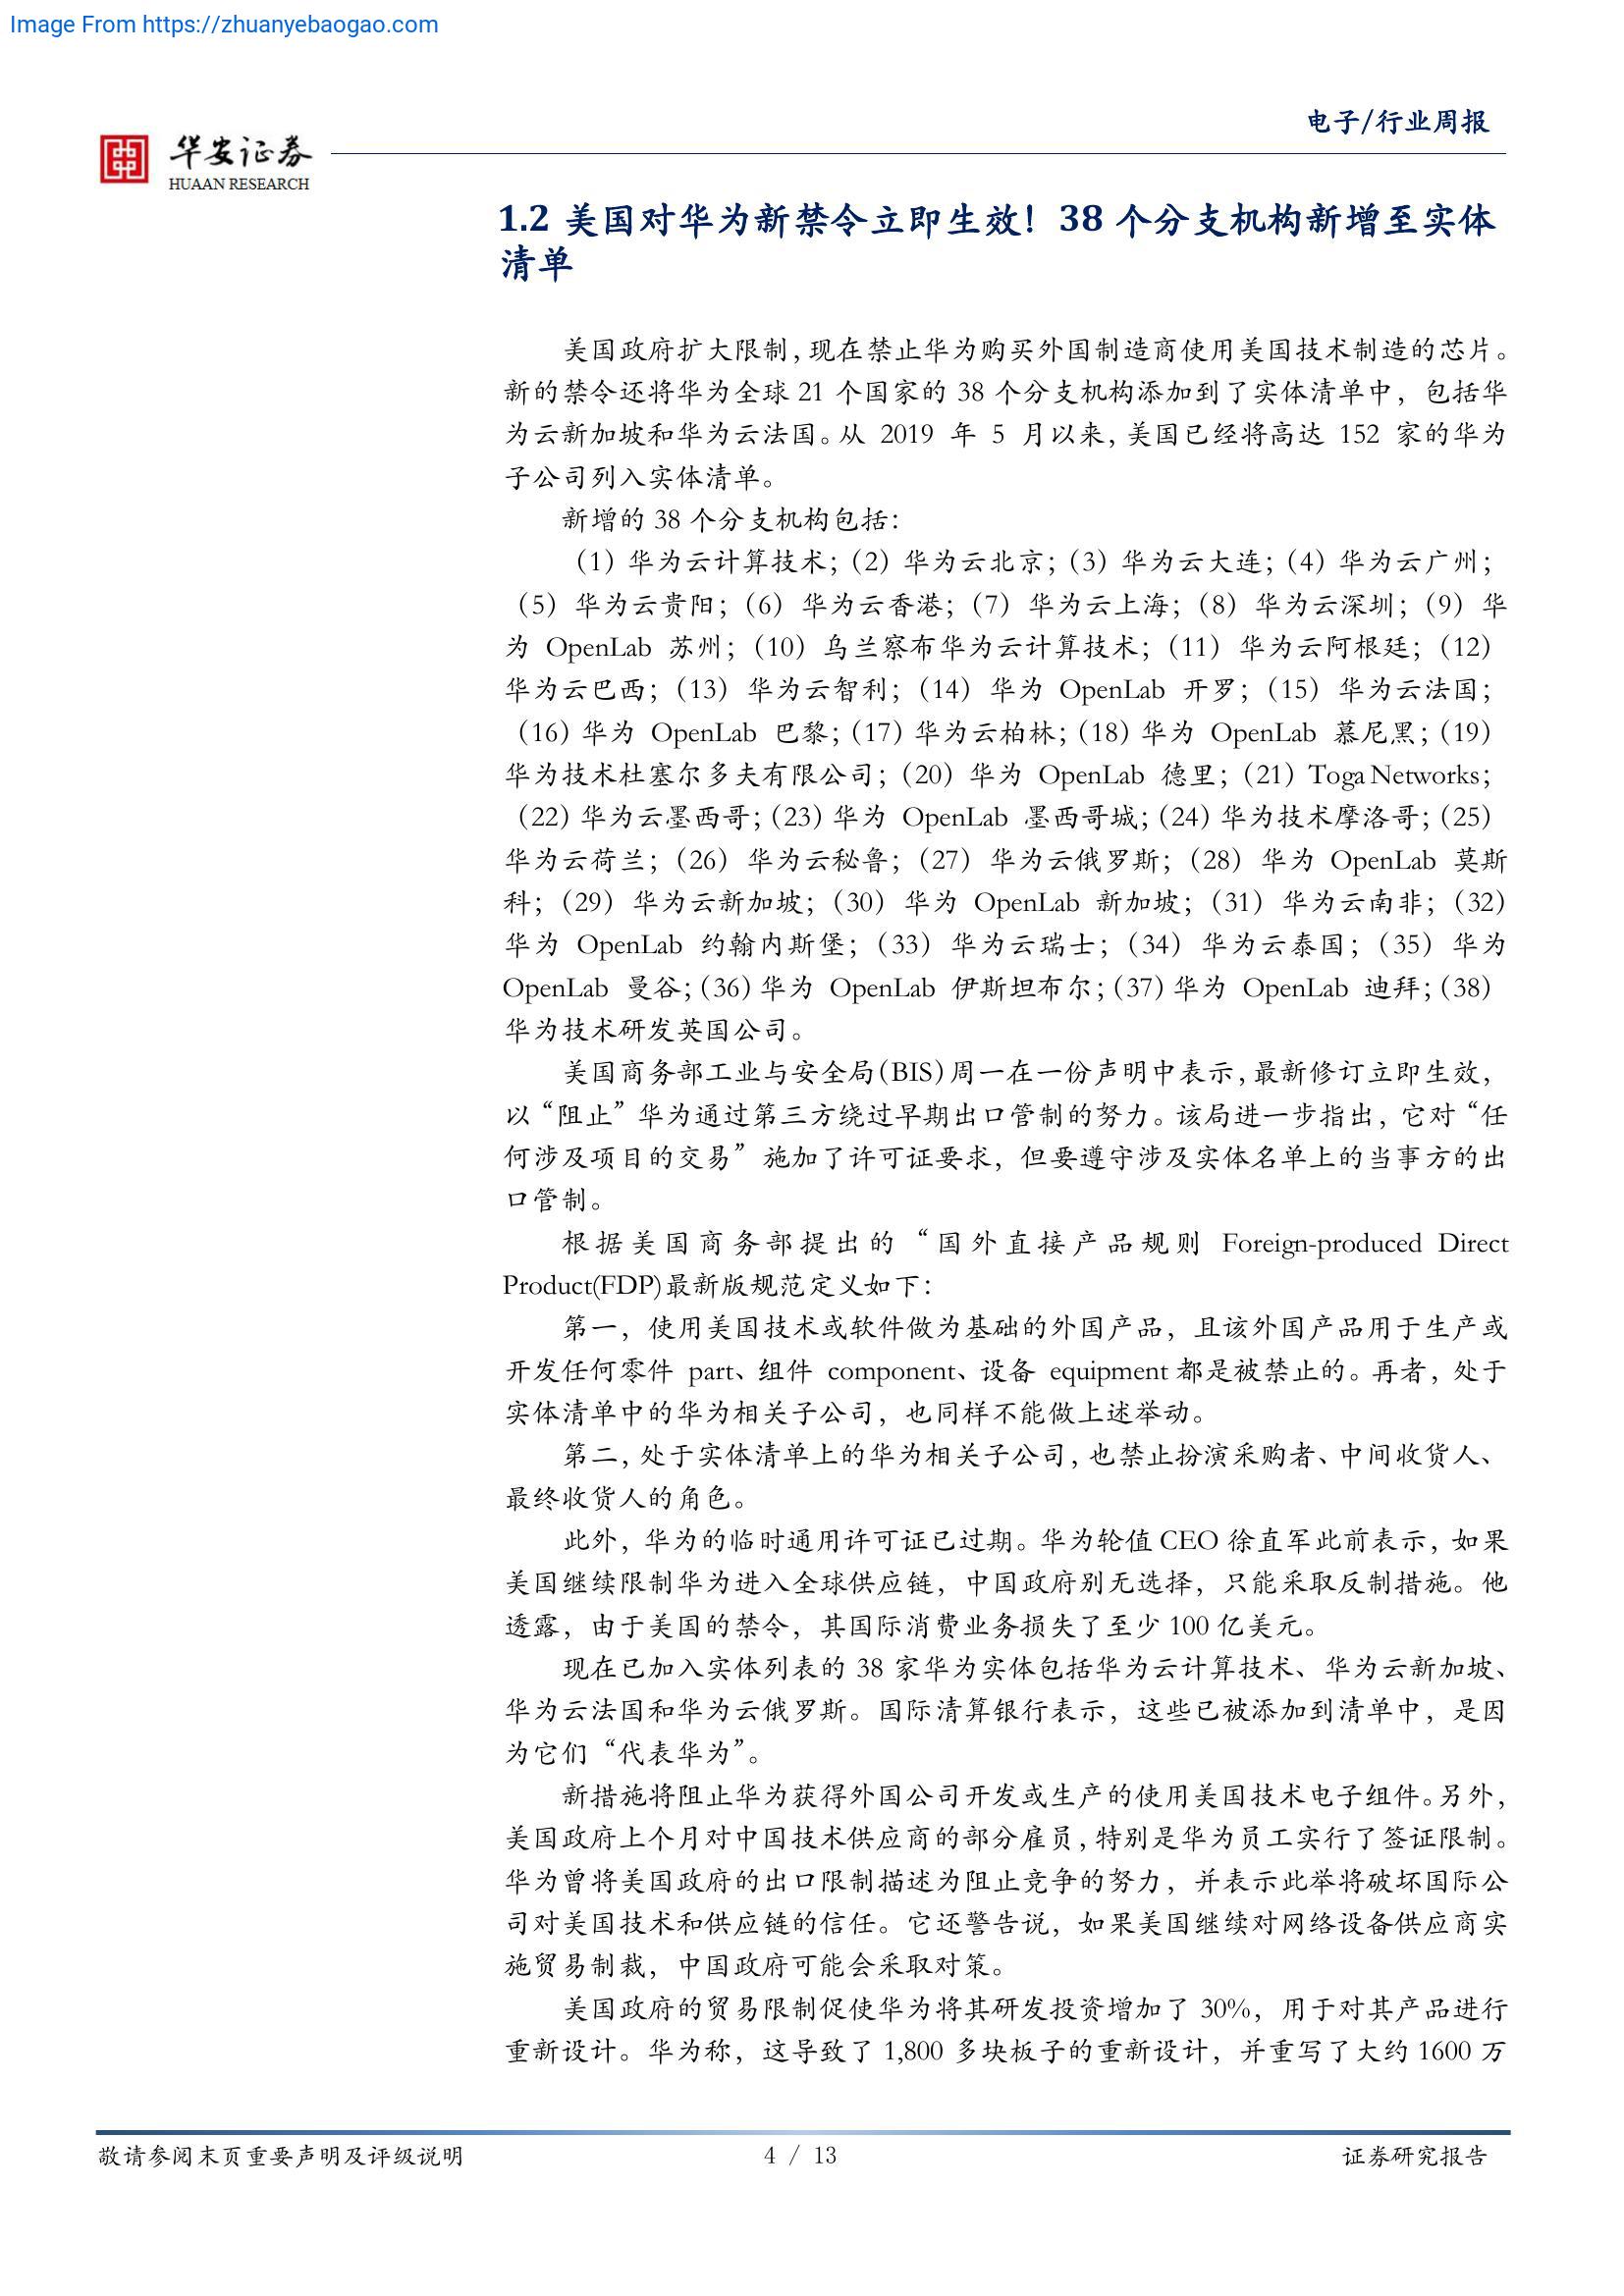 Image From https://zhuanyebaogao.com
电子/行业周报
华安证券
HUAAN RESEARCH
1.2 美国对华为新禁令立即生效！38 个分支机构新增至实体
清单
美国政府扩大限制，现在禁止华为购买外国制造商使用美国技术制造的芯片。
新的禁令还将华为全球 21 个国家的 38 个分支机构添加到了实体清单中，包括华
为云新加坡和华为云法国。从 2019 年 5 月以来，美国已经将高达 152 家的华为
子公司列入实体清单。
新增的 38 个分支机构包括：
（1）华为云计算技术；（2）华为云北京；（3）华为云大连；（4）华为云广州；
（5）华为云贵阳；（6）华为云香港；（7）华为云上海；（8）华为云深圳；（9）华
为 OpenLab 苏州；（10）乌兰察布华为云计算技术；（11）华为云阿根廷；（12）
华为云巴西；（13）华为云智利；（14）华为 OpenLab 开罗；（15）华为云法国；
（16）华为 OpenLab 巴黎；（17）华为云柏林；（18）华为 OpenLab 慕尼黑；（19）
华为技术杜塞尔多夫有限公司；（20）华为 OpenLab 德里；（21）Toga Networks；
（22）华为云墨西哥；（23）华为 OpenLab 墨西哥城；（24）华为技术摩洛哥；（25）
华为云荷兰；（26）华为云秘鲁；（27）华为云俄罗斯；（28）华为 OpenLab 莫斯
科；（29）华为云新加坡；（30）华为 OpenLab 新加坡；（31）华为云南非；（32）
华为 OpenLab 约翰内斯堡；（33）华为云瑞士；（34）华为云泰国；（35）华为
OpenLab 曼谷；（36）华为 OpenLab 伊斯坦布尔；（37）华为 OpenLab 迪拜；（38）
华为技术研发英国公司。
美国商务部工业与安全局（BIS）周一在一份声明中表示，最新修订立即生效，
以“阻止”华为通过第三方绕过早期出口管制的努力。该局进一步指出，它对“任
何涉及项目的交易”施加了许可证要求，但要遵守涉及实体名单上的当事方的出
口管制。
根据美国商务部提出的“国外直接产品规则 Foreign-produced Direct
Product(FDP)最新版规范定义如下：
第一，使用美国技术或软件做为基础的外国产品，且该外国产品用于生产或
开发任何零件 part、组件 component、设备 equipment 都是被禁止的。再者，处于
实体清单中的华为相关子公司，也同样不能做上述举动。
第二，处于实体清单上的华为相关子公司，也禁止扮演采购者、中间收货人、
最终收货人的角色。
此外，华为的临时通用许可证已过期。华为轮值 CEO 徐直军此前表示，如果
美国继续限制华为进入全球供应链，中国政府别无选择，只能采取反制措施。他
透露，由于美国的禁令，其国际消费业务损失了至少 100 亿美元。
现在已加入实体列表的 38 家华为实体包括华为云计算技术、华为云新加坡、
华为云法国和华为云俄罗斯。国际清算银行表示，这些已被添加到清单中，是因
为它们“代表华为”。
新措施将阻止华为获得外国公司开发或生产的使用美国技术电子组件。另外，
美国政府上个月对中国技术供应商的部分雇员，特别是华为员工实行了签证限制。
华为曾将美国政府的出口限制描述为阻止竞争的努力，并表示此举将破坏国际公
司对美国技术和供应链的信任。它还警告说，如果美国继续对网络设备供应商实
施贸易制裁，中国政府可能会采取对策。
美国政府的贸易限制促使华为将其研发投资增加了 30%，用于对其产品进行
重新设计。华为称，这导致了 1,800 多块板子的重新设计，并重写了大约 1600 万
敬请参阅末页重要声明及评级说明
4 / 13
证券研究报告